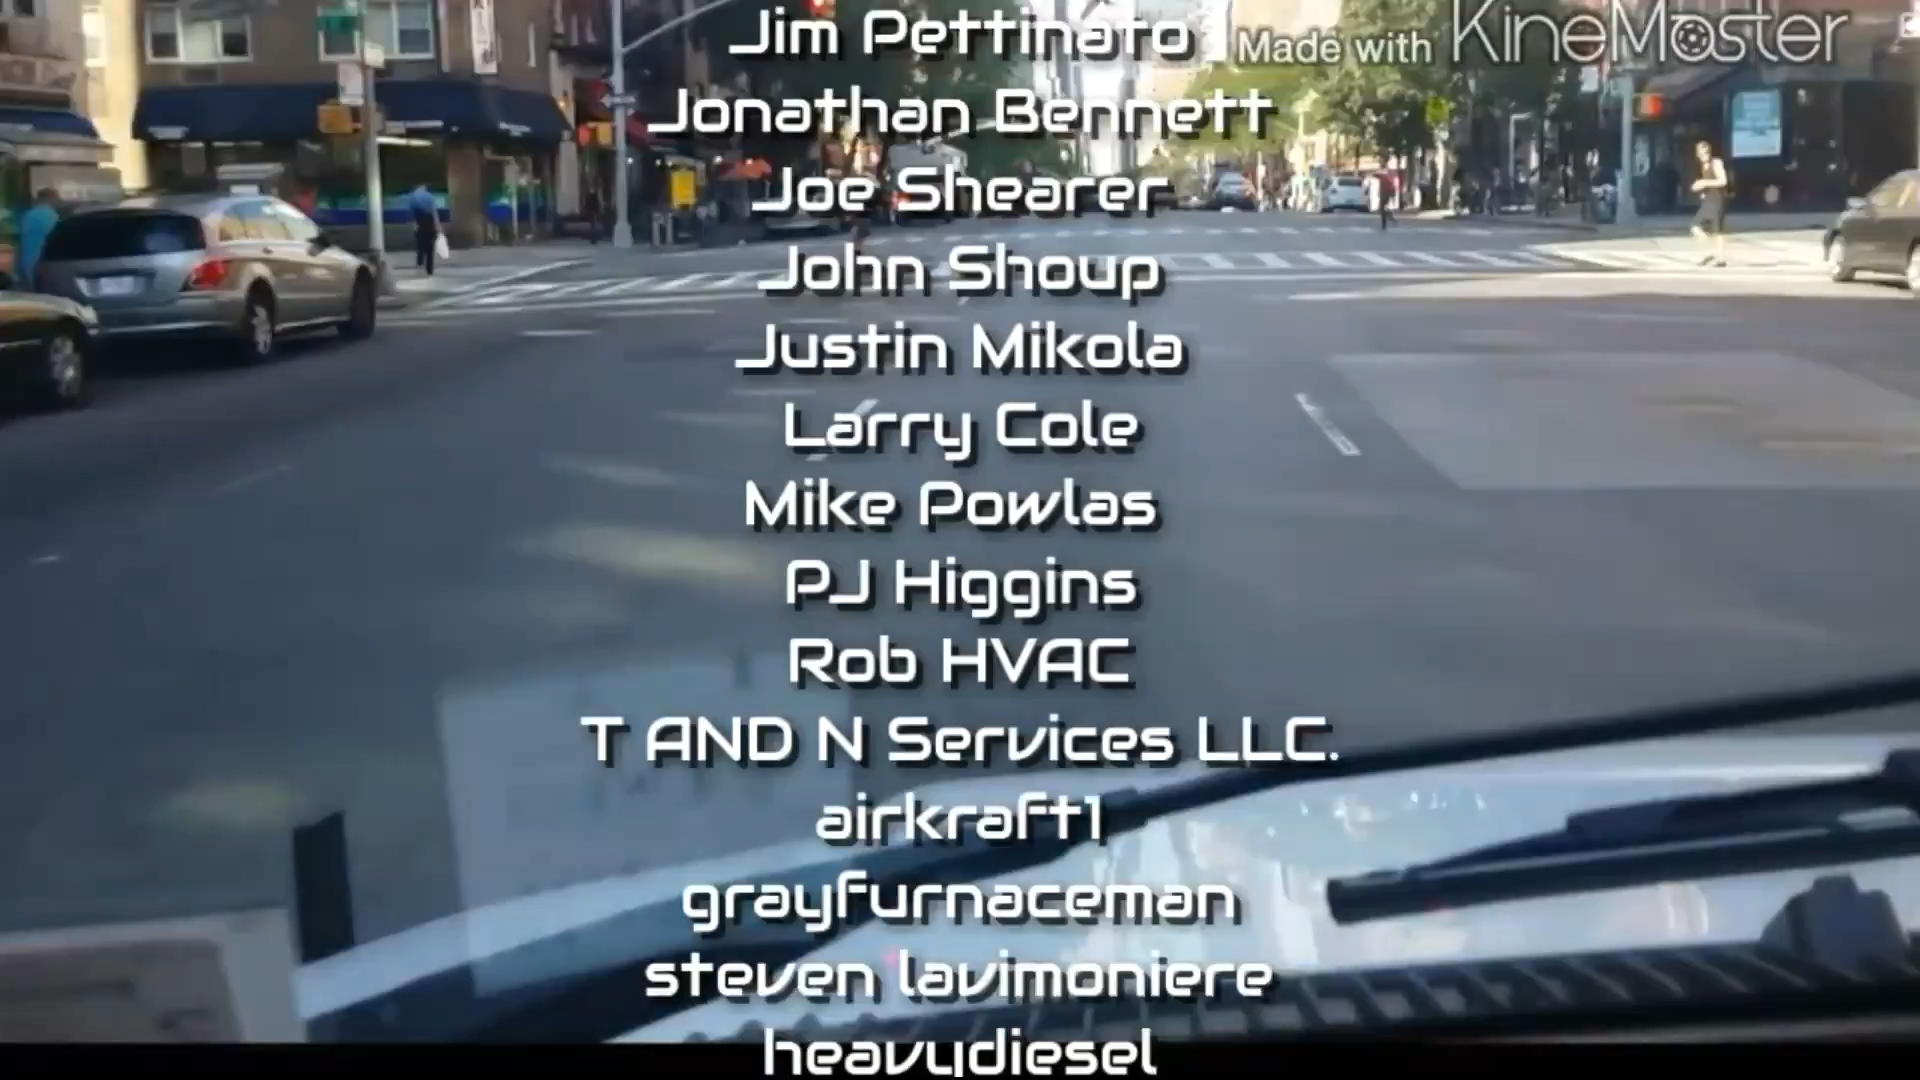 Jim Pettinato
Made with KineMaster
Jonathan Bennett
Joe Shearer
John Shoup
Justin Mikola
Larry Cole
Mike Powlas
PJ Higgins
Rob HVAC
T AND N Services LLC.
airkraft1
grayfurnaceman
steven lavimoniere
heavydiesel